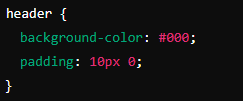 header {
  background-color: #000;
  padding: 10px 0;
}